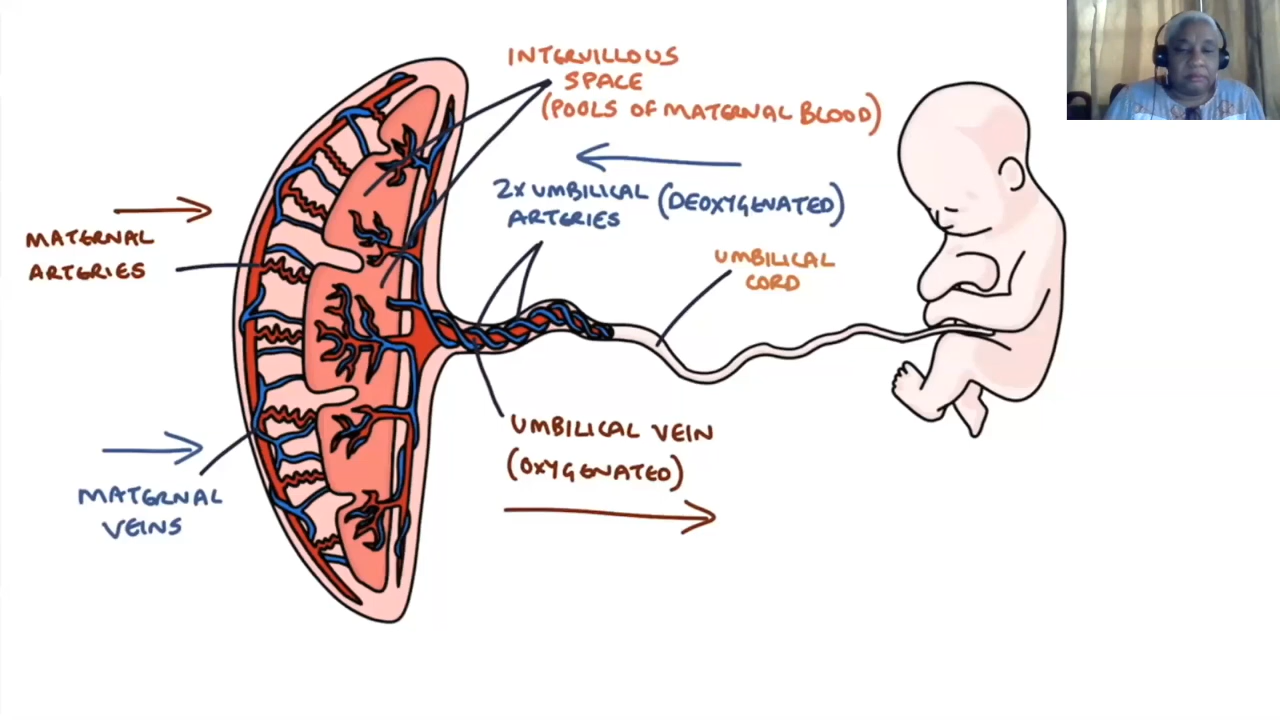 INTERVILLOUS
SPACE
(POOLS OF MATERNAL BLOOD)
2X UMBILICAL (DEOXYGENATED)
ARTERIES
MATERNAL
ARTERIES
UMBILICAL
CORD
UMBILICAL VEIN
(OXYGENATED)
MATERNAL
VEINS